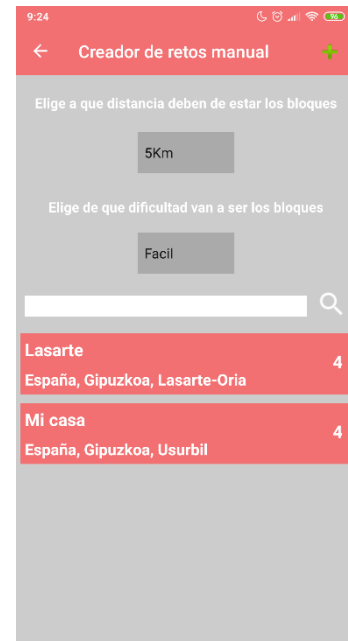 9:24
96
Creador de retos manual
Elige a que distancia deben de estar los bloques
5Km
Elige de que dificultad van a ser los bloques
Facil
Lasarte
4
España, Gipuzkoa, Lasarte-Oria
Mi casa
4
España, Gipuzkoa, Usurbil